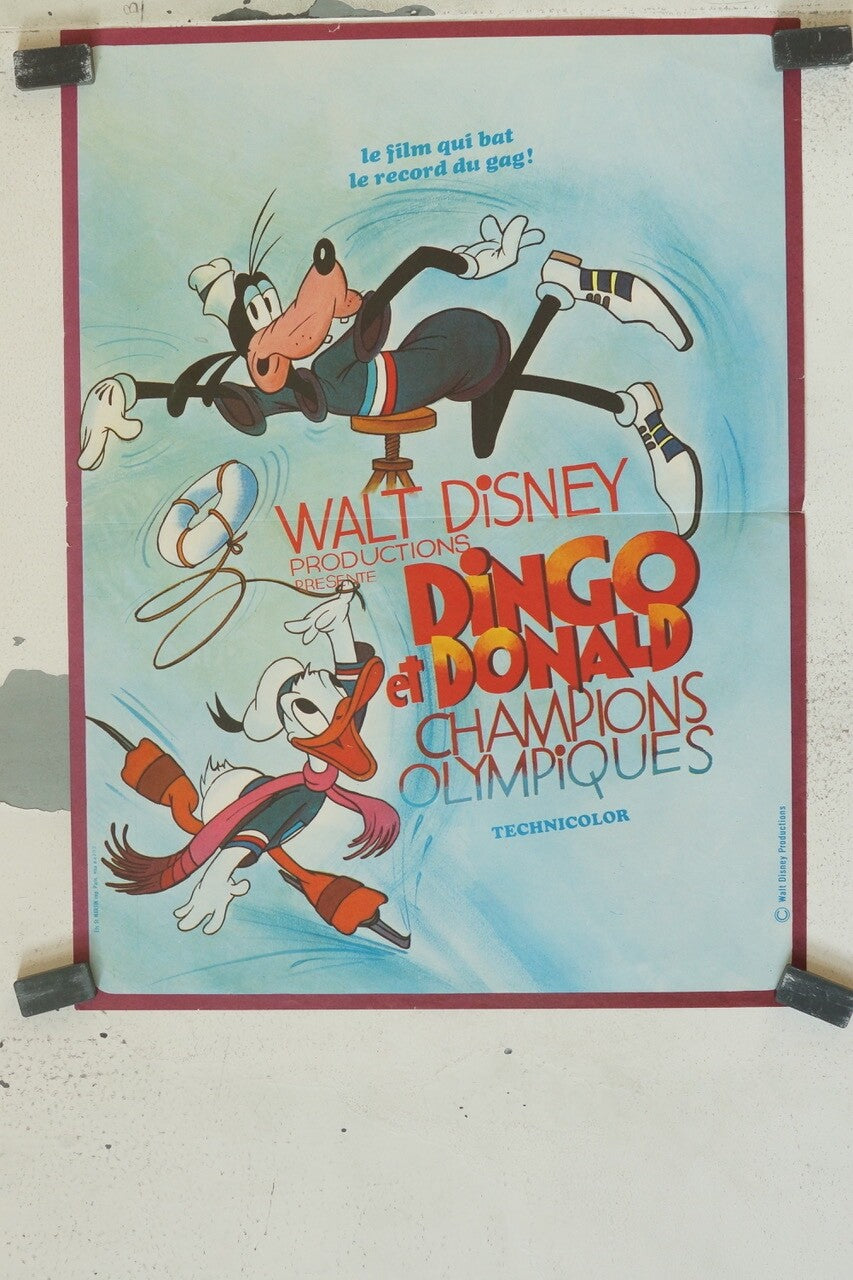 le film qui bat
le record du gag!
WALT DiSNEY
PRODUCTIONS
PRESENTE
DiNGO
et DONALD
CHAMPIONS
OLYMPiQUES
TECHNICOLOR
© Walt Disney Productions